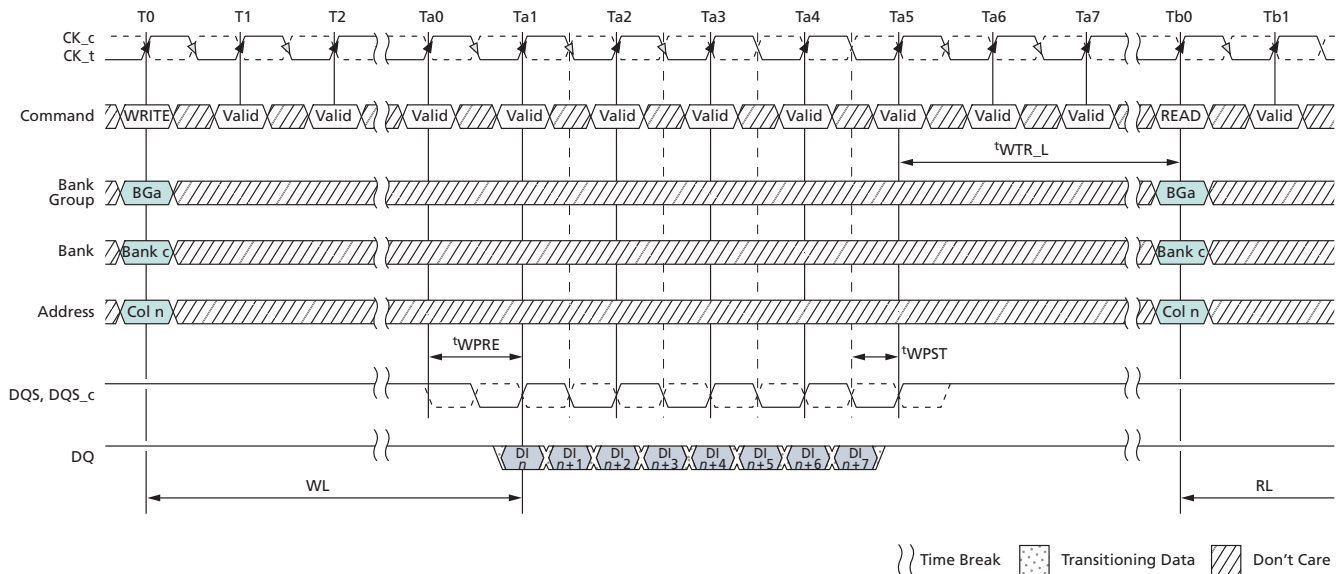 T0 T1 T2 Ta0 Ta1 Ta2 Ta3 Ta4 Ta5 Ta6 Ta7 Tb0 Tb1
CK_c
CK_t
Command WRITE Valid Valid Valid Valid Valid Valid Valid Valid Valid Valid READ Valid
tWTR_L
Bank
Group BGa BGa
Bank Bank c Bank c
Address Col n Col n
tWPRE tWPST
DQS, DQS_c
DQ DI n DI n+1 DI n+2 DI n+3 DI n+4 DI n+5 DI n+6 DI n+7
WL RL
Time Break Transitioning Data Don't Care